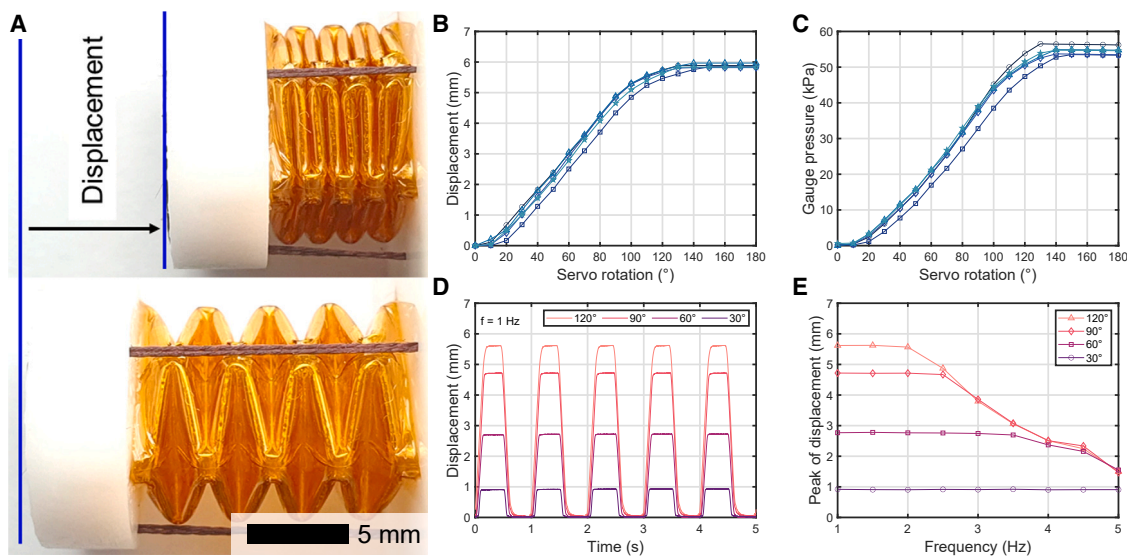 A
Displacement
5 mm
B
Displacement (mm)
7
6
5
4
3
2
1
0
0 20 40 60 80 100 120 140 160 180
Servo rotation (°)
C
Gauge pressure (kPa)
60
50
40
30
20
10
0
0 20 40 60 80 100 120 140 160 180
Servo rotation (°)
D
f = 1 Hz
120° 90° 60° 30°
Displacement (mm)
7
6
5
4
3
2
1
0
0 1 2 3 4 5
Time (s)
E
120°
90°
60°
30°
Peak of displacement (mm)
7
6
5
4
3
2
1
0
1 2 3 4 5
Frequency (Hz)